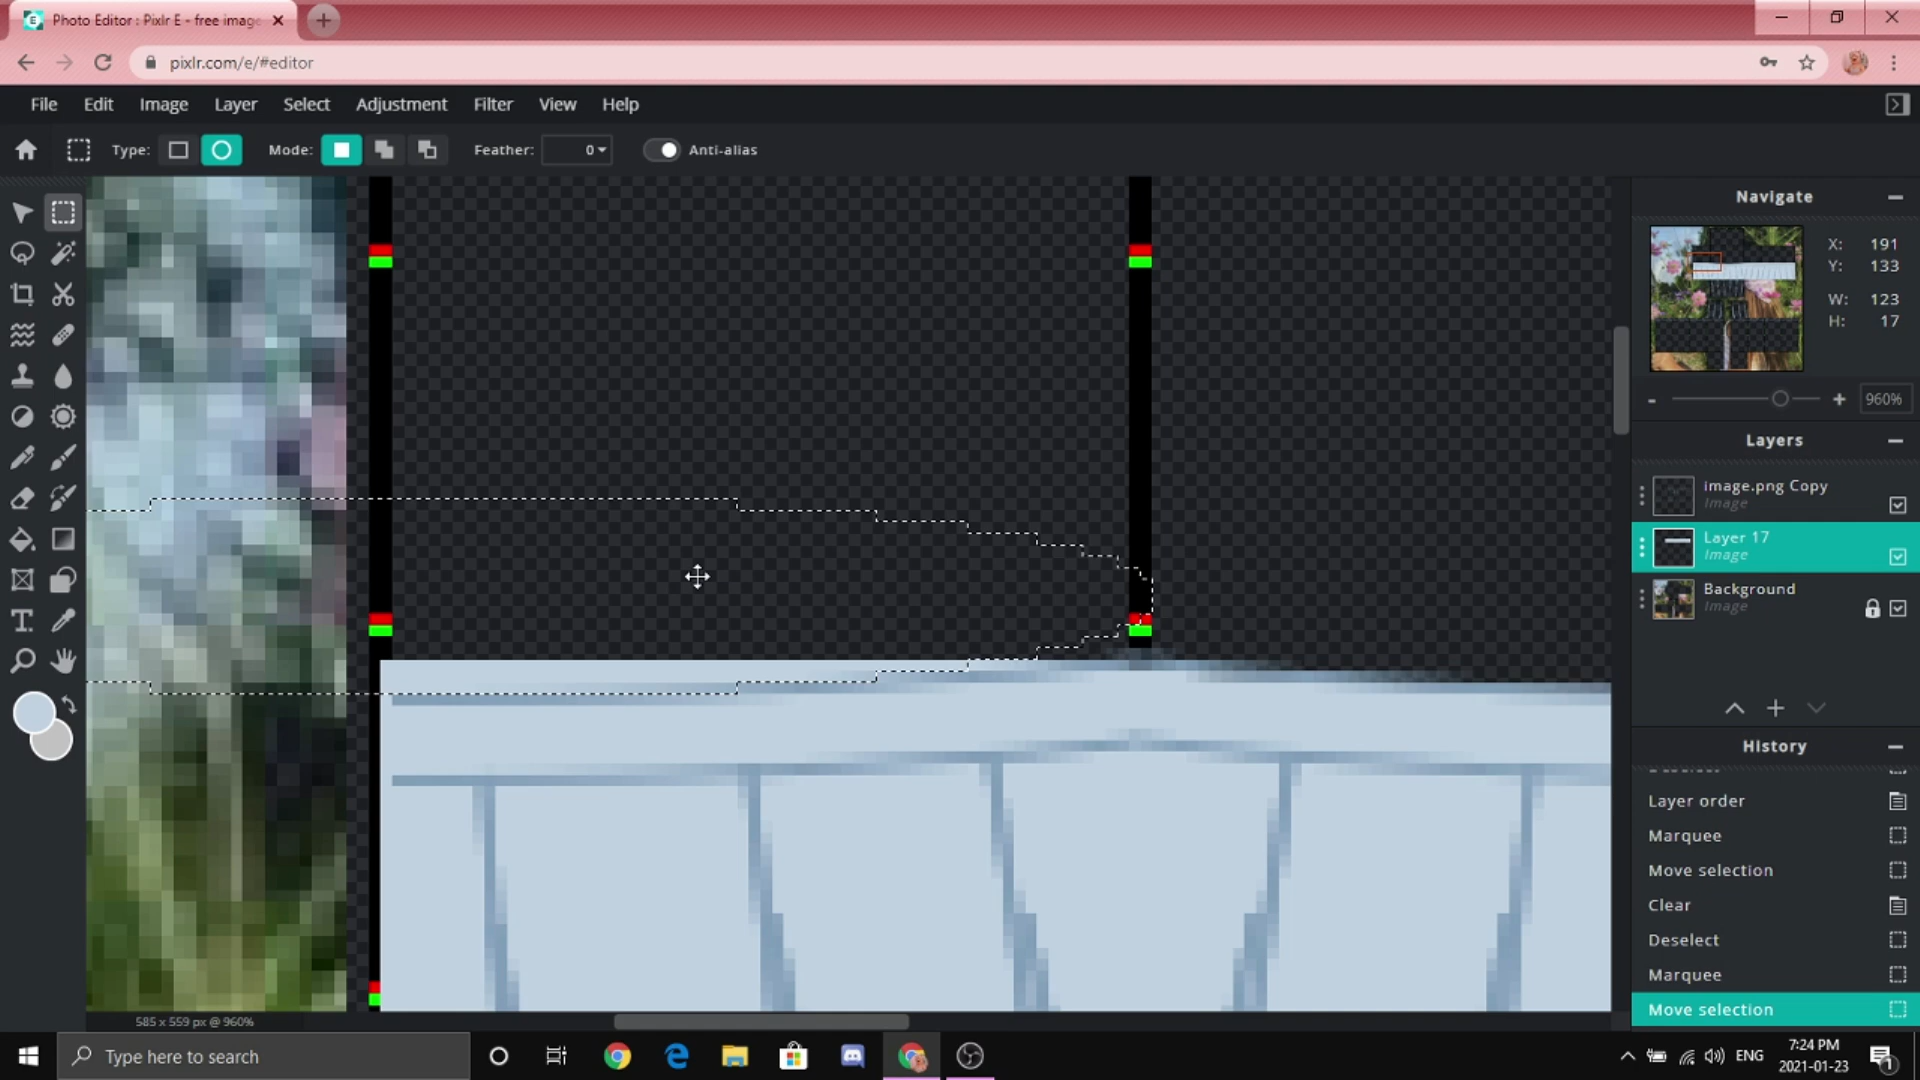 Photo Editor : Pixlr E - free image
pixlr.com/e/#editor
File Edit Image Layer Select Adjustment Filter View Help
Type: Mode: Feather: 0 Anti-alias
Navigate
X: 191
Y: 133
W: 123
H: 17
960%
Layers
image.png Copy
Image
Layer 17
Image
Background
Image
History
Layer order
Marquee
Move selection
Clear
Deselect
Marquee
Move selection
585 x 559 px @ 960%
Type here to search
ENG
7:24 PM
2021-01-23
1